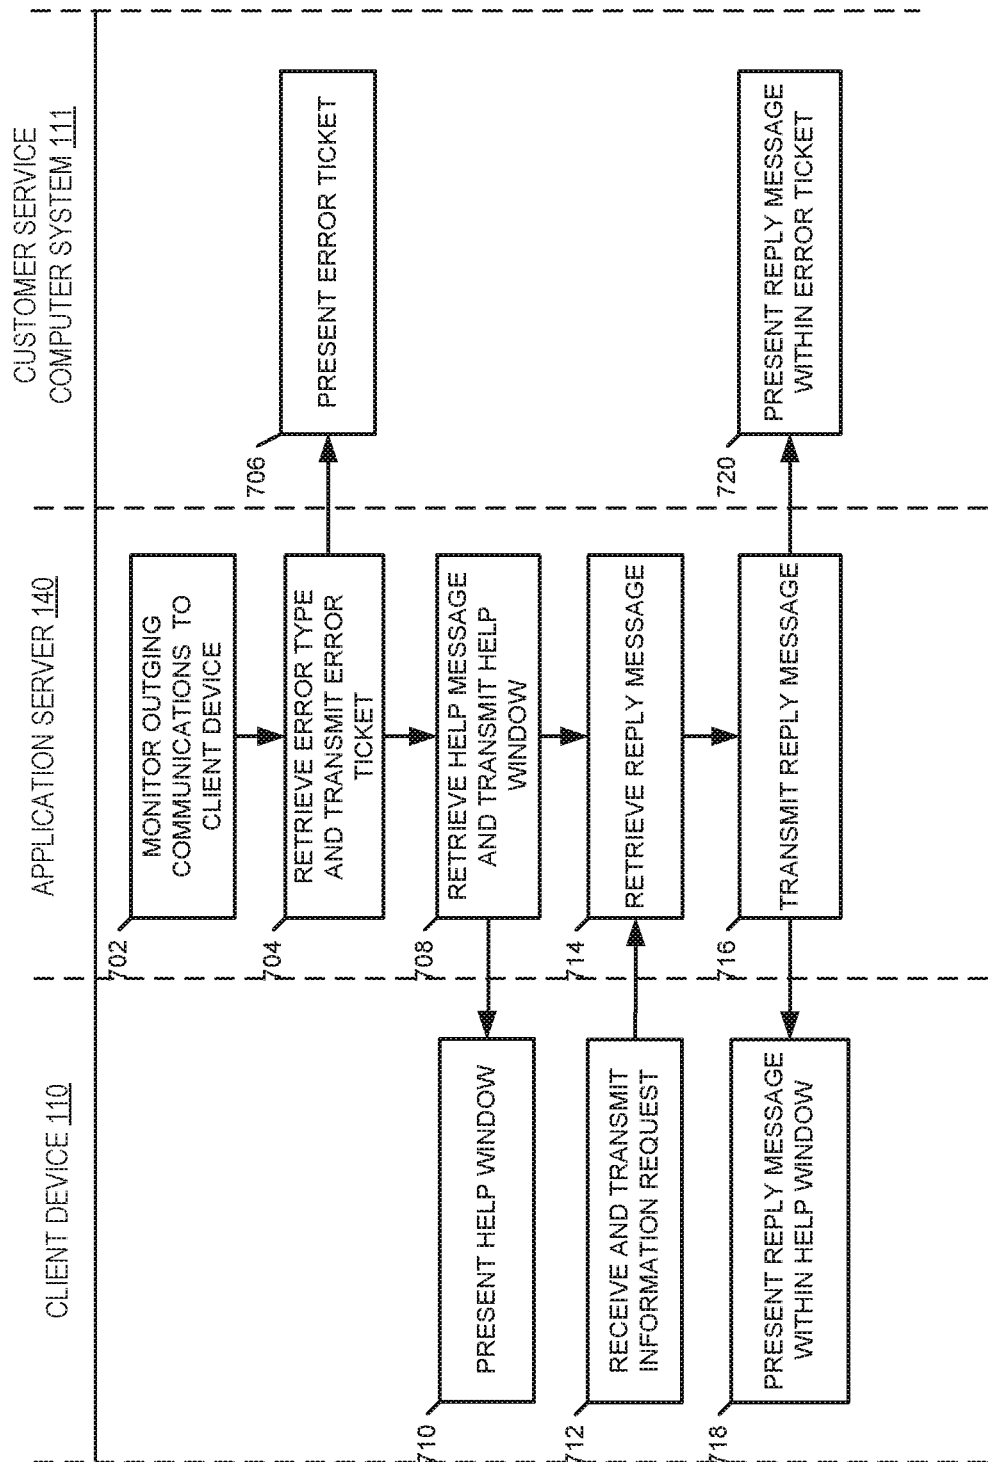 CLIENT DEVICE 110
APPLICATION SERVER 140
CUSTOMER SERVICE
COMPUTER SYSTEM 111
702
MONITOR OUTGING
COMMUNICATIONS TO
CLIENT DEVICE
704
RETRIEVE ERROR TYPE
AND TRANSMIT ERROR
TICKET
706
PRESENT ERROR TICKET
708
RETRIEVE HELP MESSAGE
AND TRANSMIT HELP
WINDOW
710
PRESENT HELP WINDOW
712
RECEIVE AND TRANSMIT
INFORMATION REQUEST
714
RETRIEVE REPLY MESSAGE
716
TRANSMIT REPLY MESSAGE
718
PRESENT REPLY MESSAGE
WITHIN HELP WINDOW
720
PRESENT REPLY MESSAGE
WITHIN ERROR TICKET